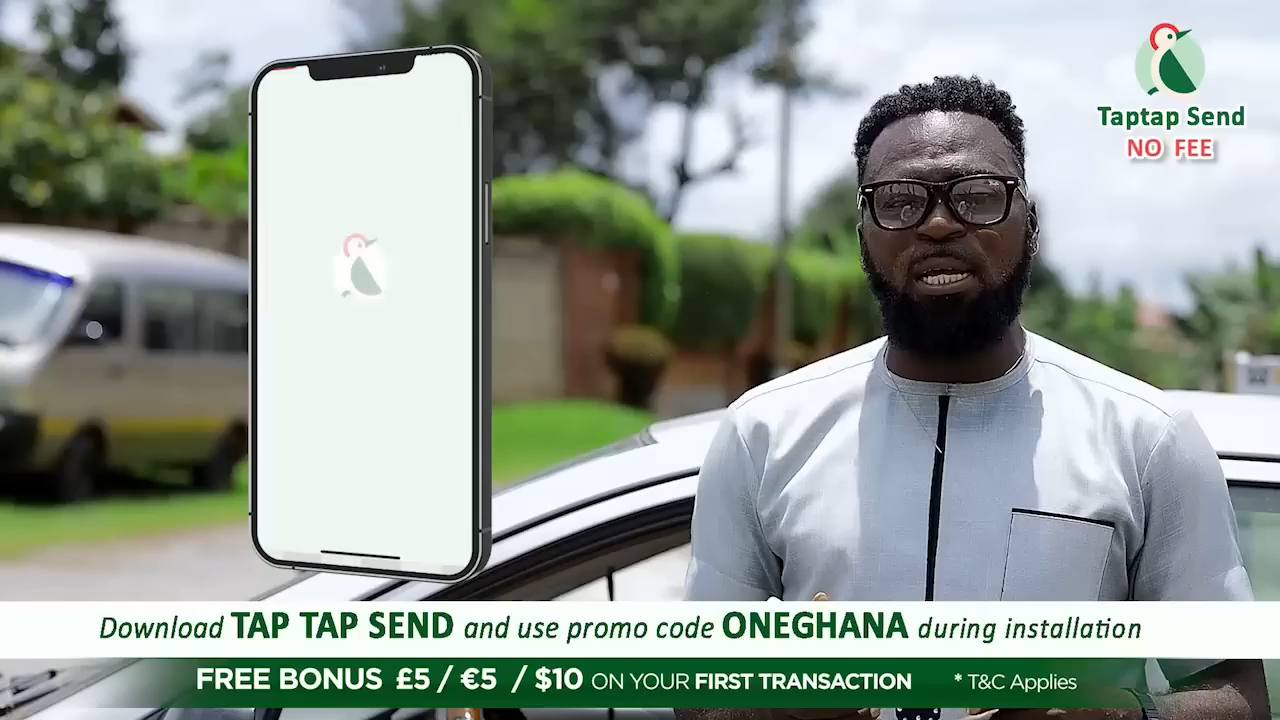 Taptap Send
NO FEE
Download TAP TAP SEND and use promo code ONEGHANA during installation
FREE BONUS £5 / €5 / $10 ON YOUR FIRST TRANSACTION * T&C Applies